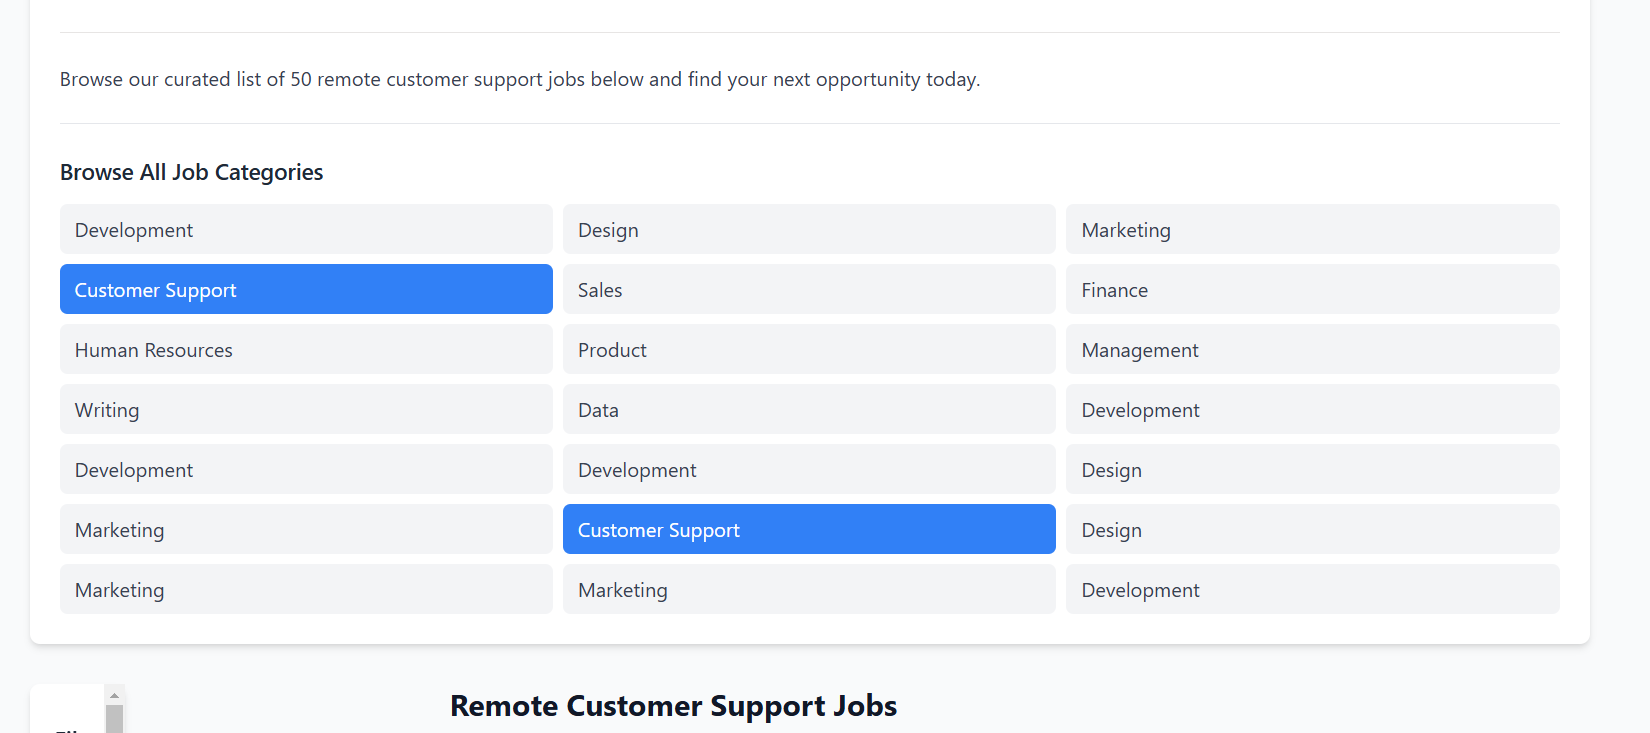 Browse our curated list of 50 remote customer support jobs below and find your next opportunity today.
Browse All Job Categories
Development
Design
Marketing
Customer Support
Sales
Finance
Human Resources
Product
Management
Writing
Data
Development
Development
Development
Design
Marketing
Customer Support
Design
Marketing
Marketing
Development
Remote Customer Support Jobs